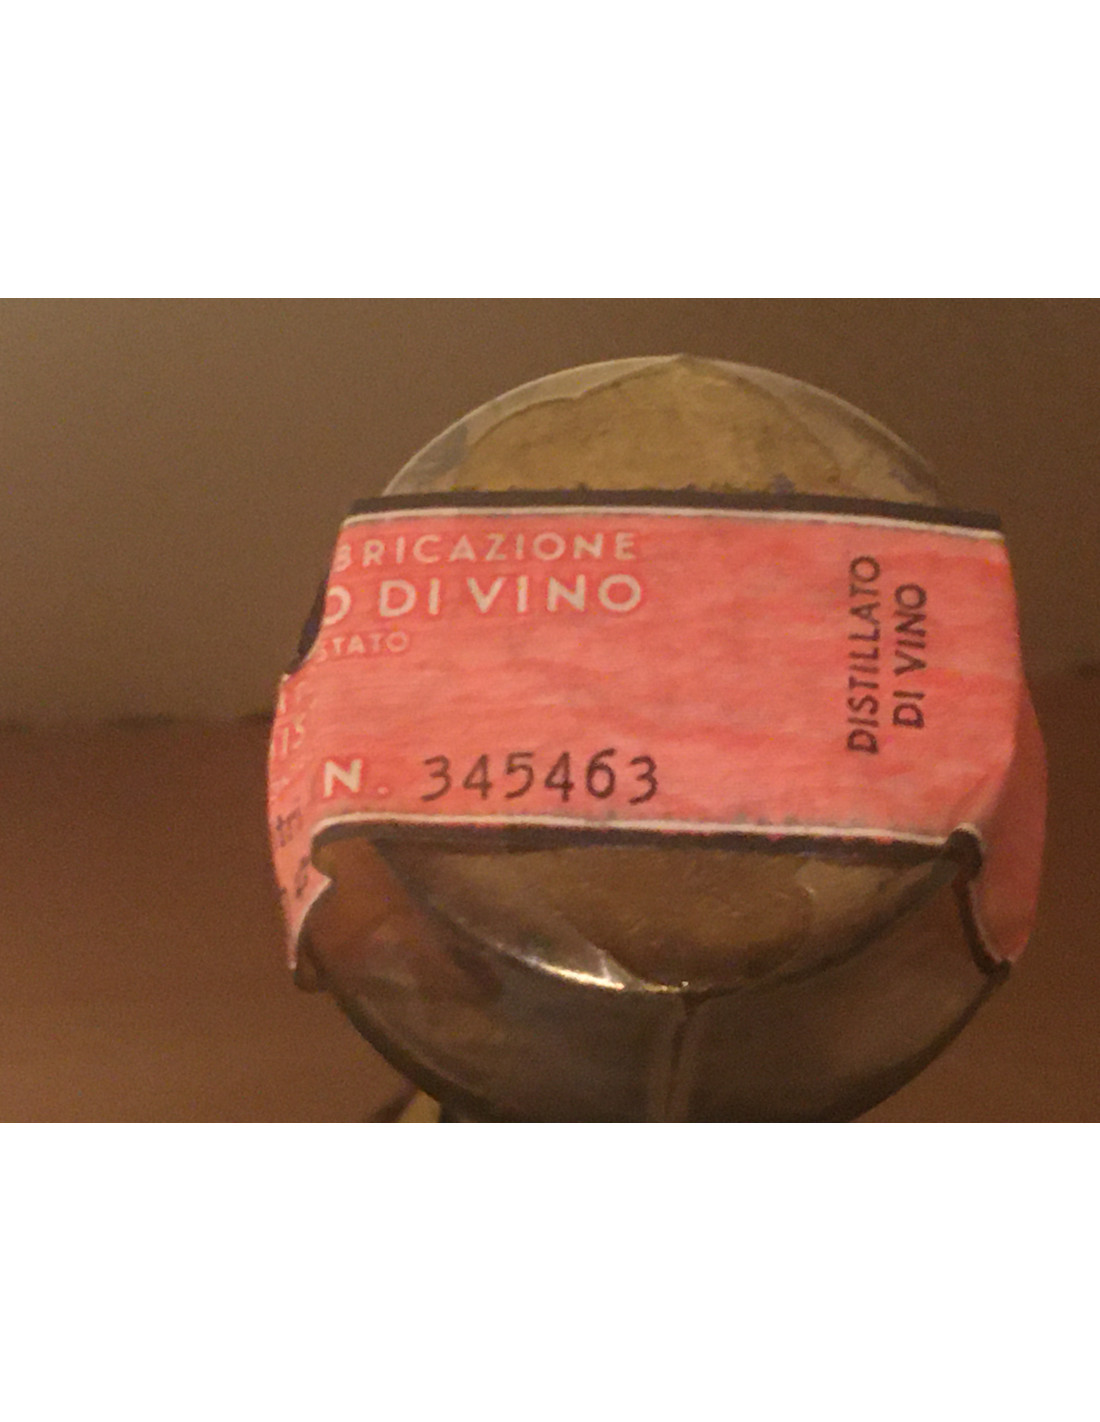 BRICAZIONE
O DI VINO
STATO
N. 345463
DISTILLATO
DI VINO